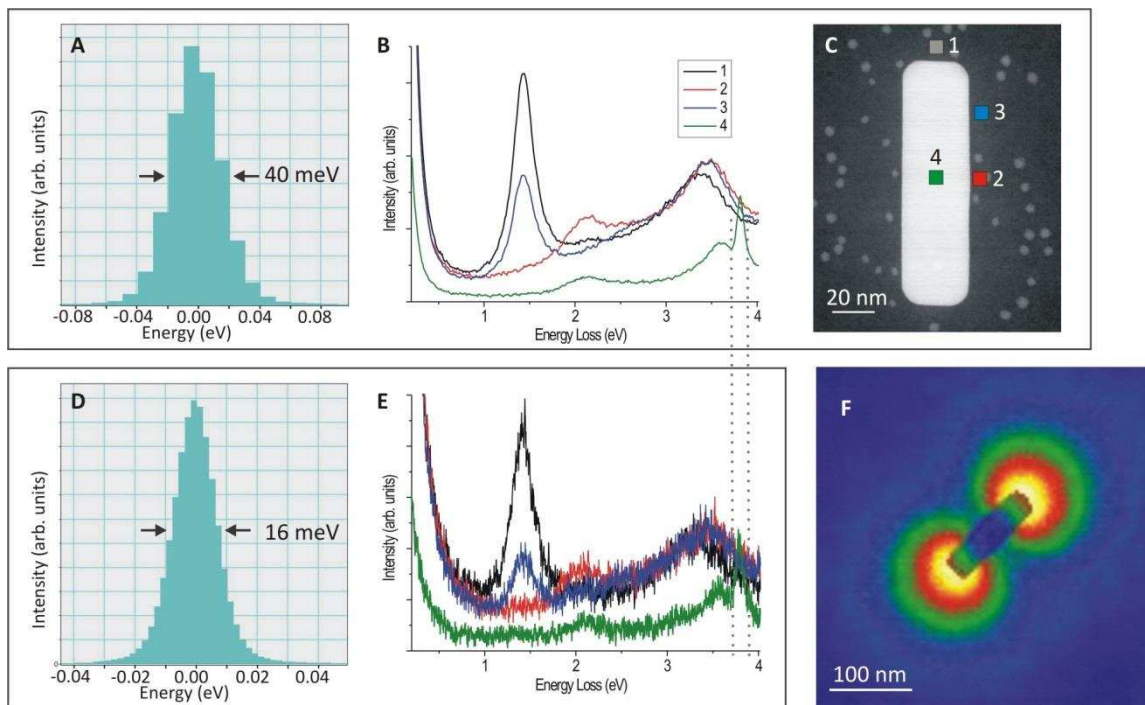 A
Intensity (arb. units)
40 meV
-0.08 -0.04 0.00 0.04 0.08
Energy (eV)
B
Intensity (arb. units)
1
2
3
4
1 2 3 4
Energy Loss (eV)
C
1
3
4
2
20 nm
D
Intensity (arb. units)
16 meV
0
-0.04 -0.02 0.00 0.02 0.04
Energy (eV)
E
Intensity (arb. units)
1 2 3 4
Energy Loss (eV)
F
100 nm